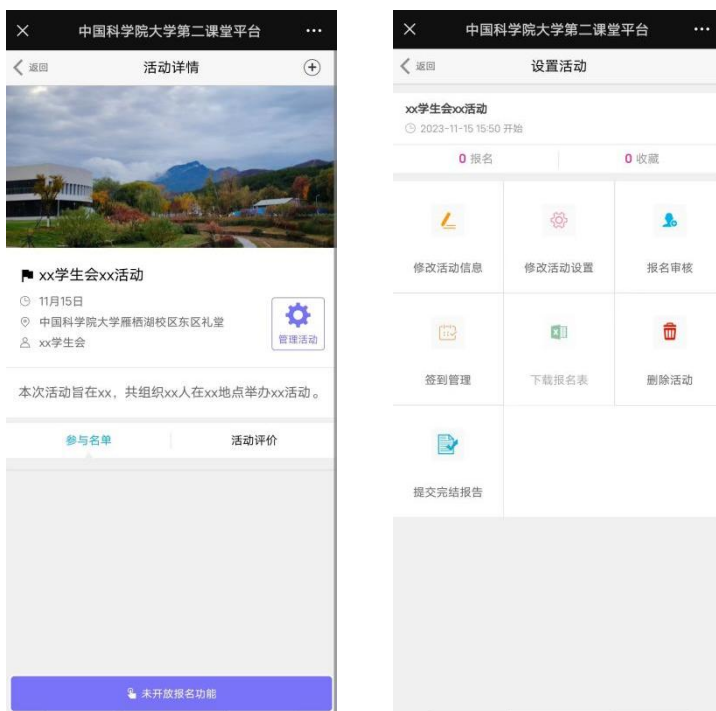 中国科学院大学第二课堂平台
返回
活动详情
xx学生会xx活动
11月15日
中国科学院大学雁栖湖校区东区礼堂
xx学生会
管理活动
本次活动旨在xx，共组织xx人在xx地点举办xx活动。
参与名单
活动评价
未开放报名功能
中国科学院大学第二课堂平台
返回
设置活动
xx学生会xx活动
2023-11-15 15:50 开始
0 报名
0 收藏
修改活动信息
修改活动设置
报名审核
签到管理
下载报名表
删除活动
提交完结报告